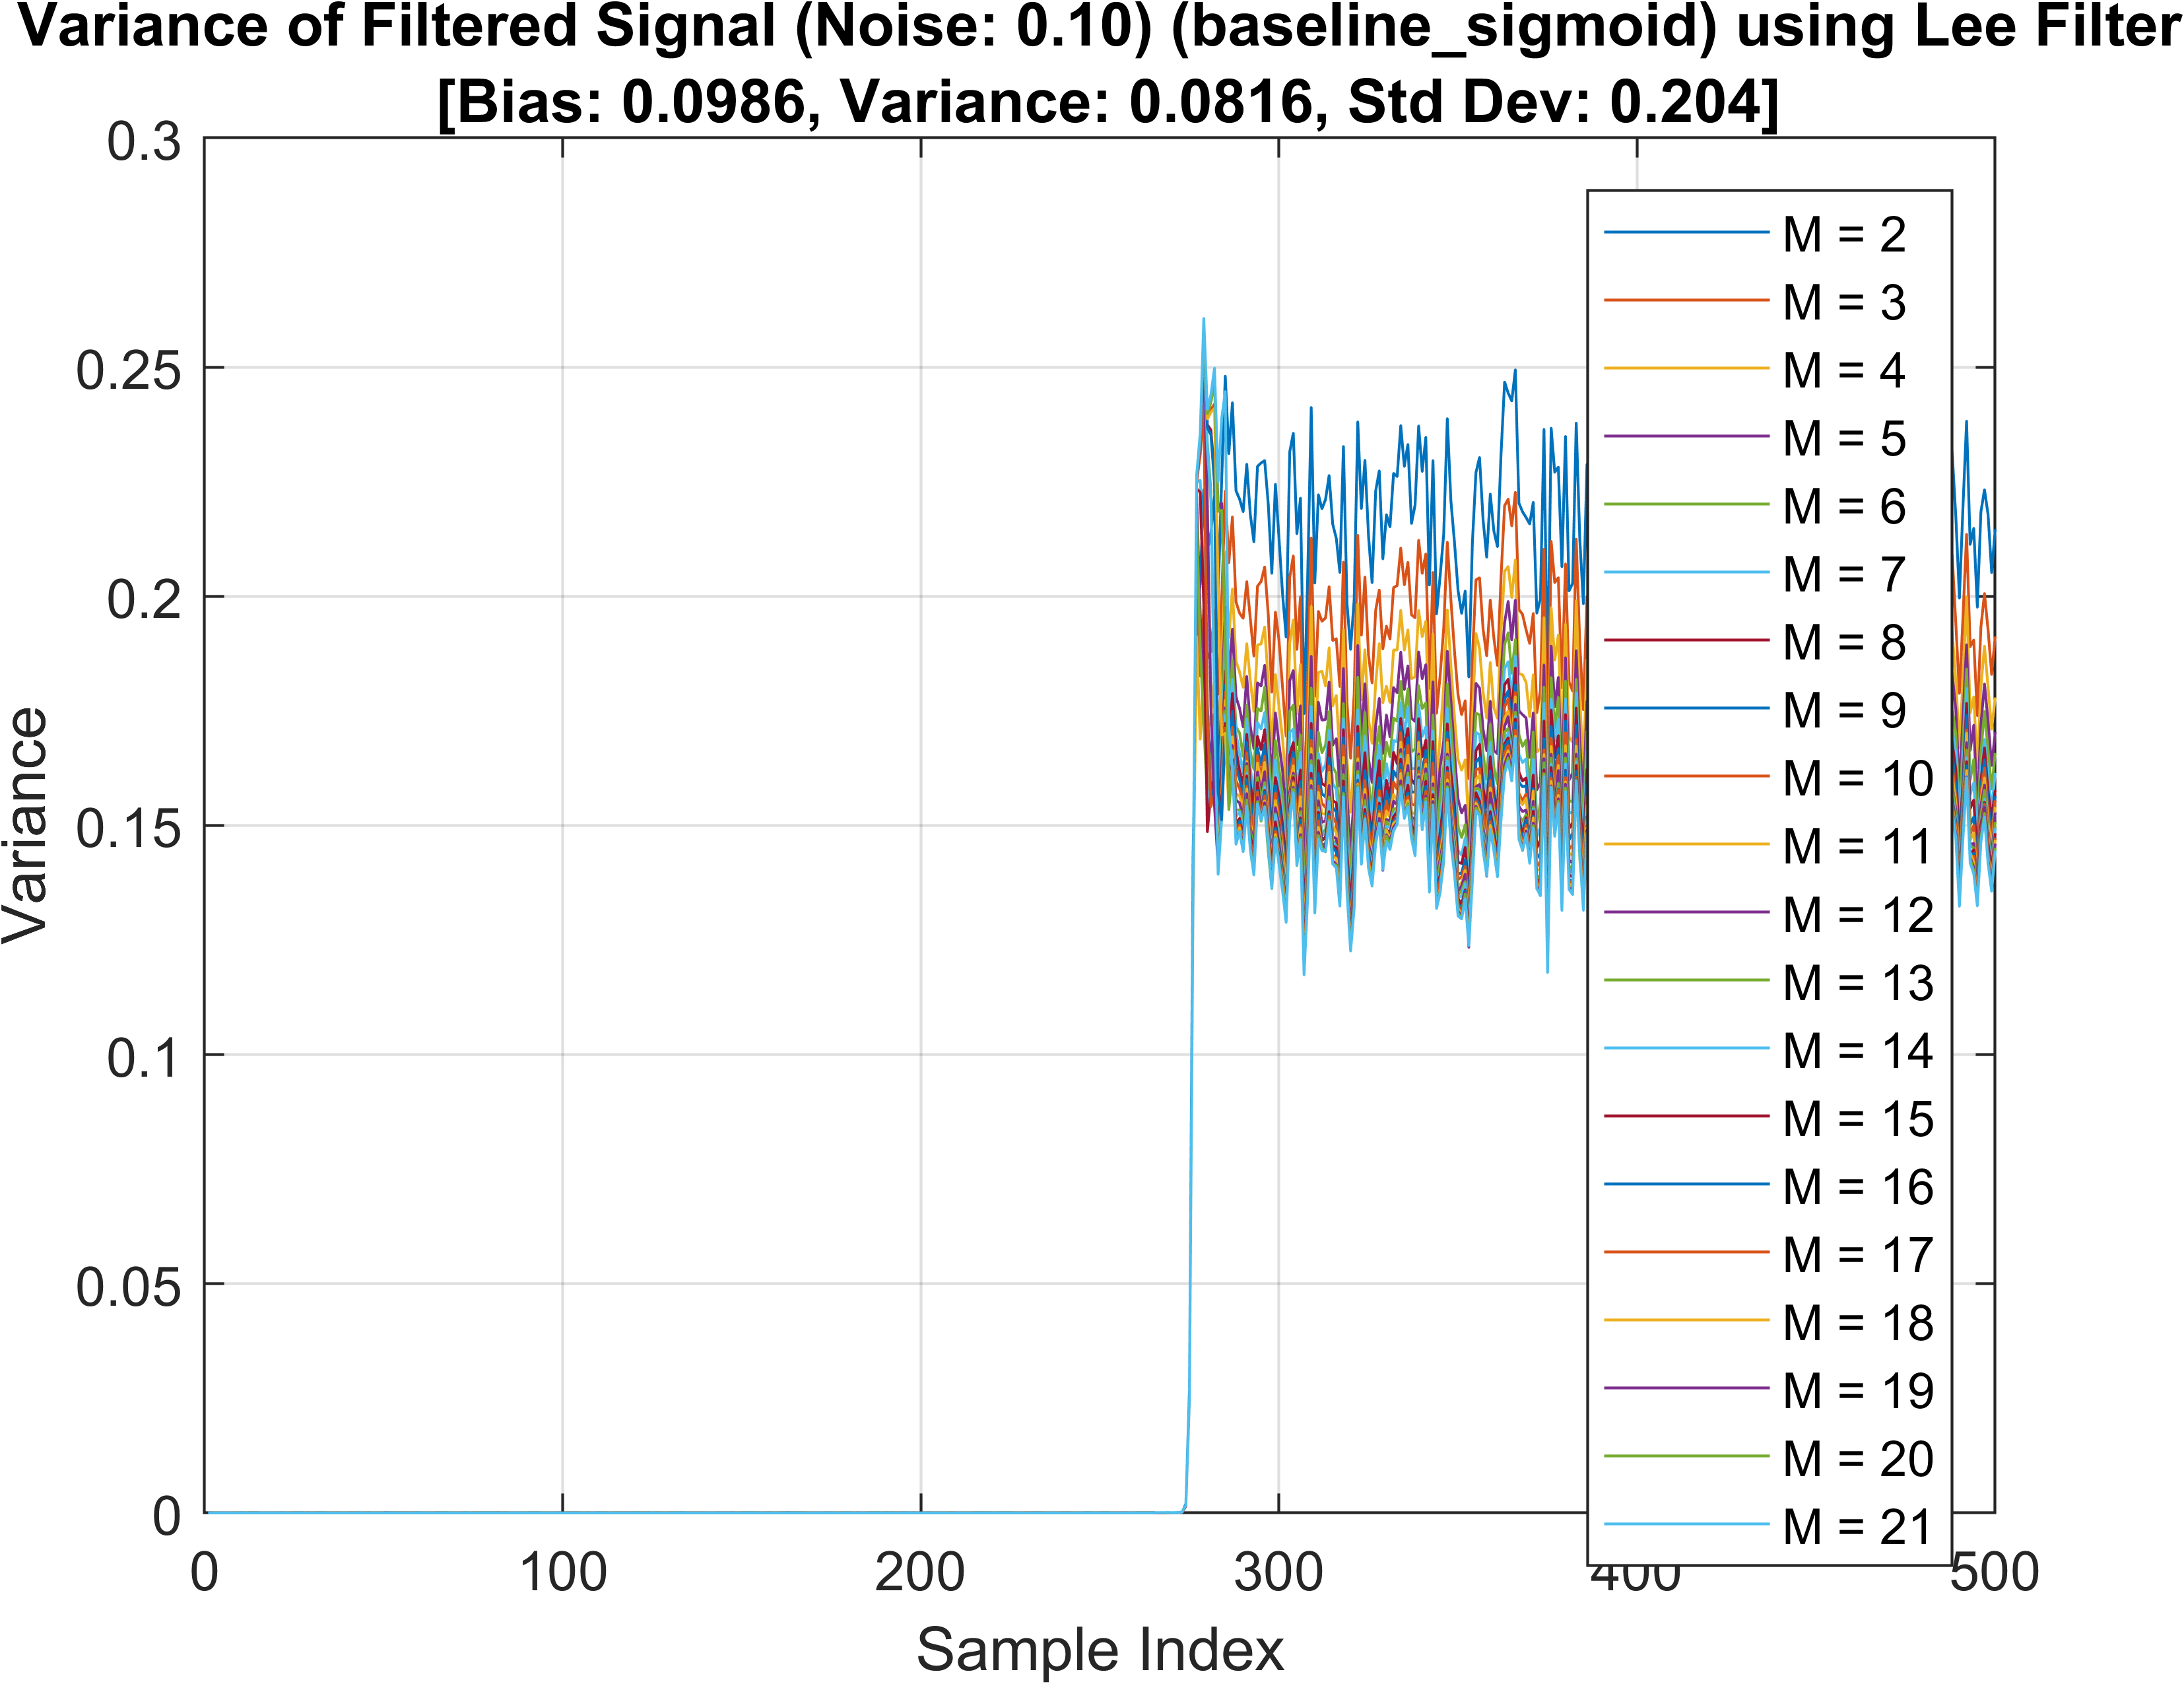 Variance of Filtered Signal (Noise: 0.10) (baseline_sigmoid) using Lee Filter
[Bias: 0.0986, Variance: 0.0816, Std Dev: 0.204]
0.3
0.25
0.2
0.15
0.1
0.05
0
Variance
M = 2
M = 3
M = 4
M = 5
M = 6
M = 7
M = 8
M = 9
M = 10
M = 11
M = 12
M = 13
M = 14
M = 15
M = 16
M = 17
M = 18
M = 19
M = 20
M = 21
0 100 200 300 400 500
Sample Index